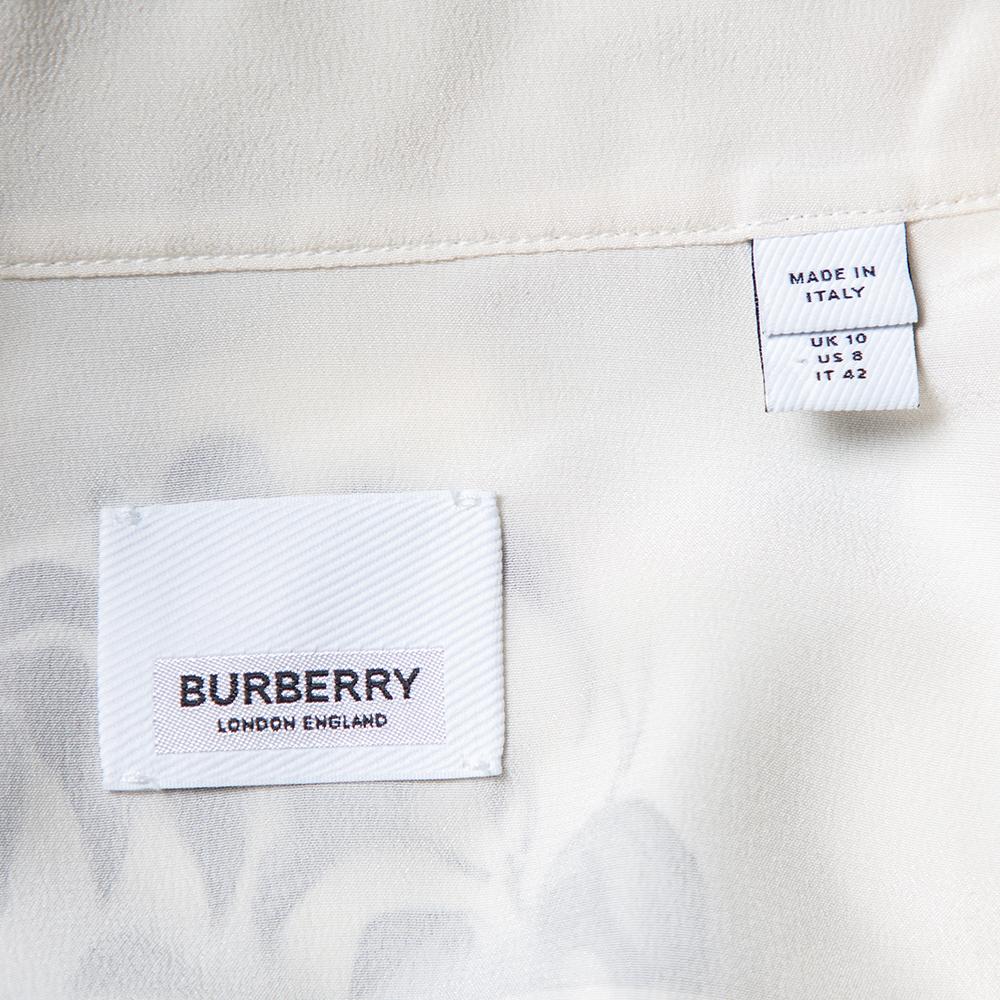 MADE IN
ITALY
UK 10
US 8
IT 42
BURBERRY
LONDON ENGLAND